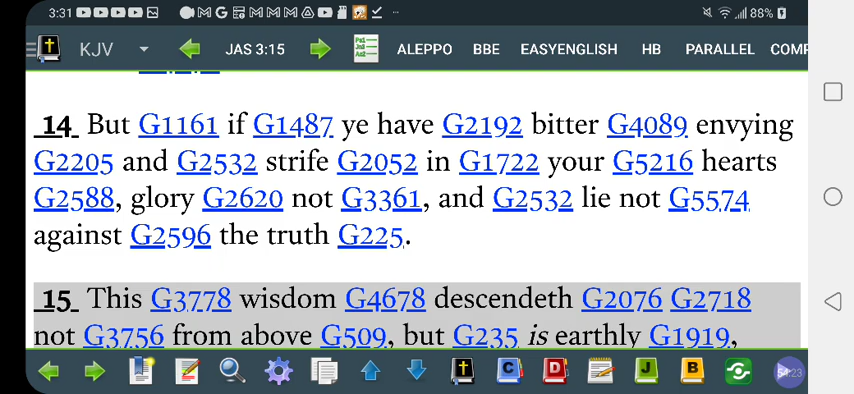 3:31 88%
KJV JAS 3:15 ALEPPO BBE EASYENGLISH HB PARALLEL COMP
14 But G1161 if G1487 ye have G2192 bitter G4089 envying
G2205 and G2532 strife G2052 in G1722 your G5216 hearts
G2588, glory G2620 not G3361, and G2532 lie not G5574
against G2596 the truth G225.
15 This G3778 wisdom G4678 descendeth G2076 G2718
not G3756 from above G509, but G235 is earthly G1919,
C D J B 54:23